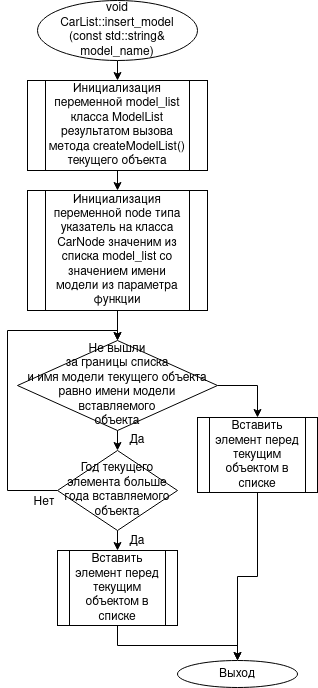 void
CarList::insert_model
(const std::string&
model_name)
Инициализация
переменной model_list
класса ModelList
результатом вызова
метода createModelList()
текущего объекта
Инициализация
переменной node типа
указатель на класса
CarNode значеним из
списка model_list со
значением имени
модели из параметра
функции
Не вышли
за границы списка
и имя модели текущего объекта
равно имени модели
вставляемого
объекта
Да
Вставить
элемент перед
текущим
объектом в
списке
Год текущего
элемента больше
года вставляемого
объекта
Нет
Да
Вставить
элемент перед
текущим
объектом в
списке
Выход